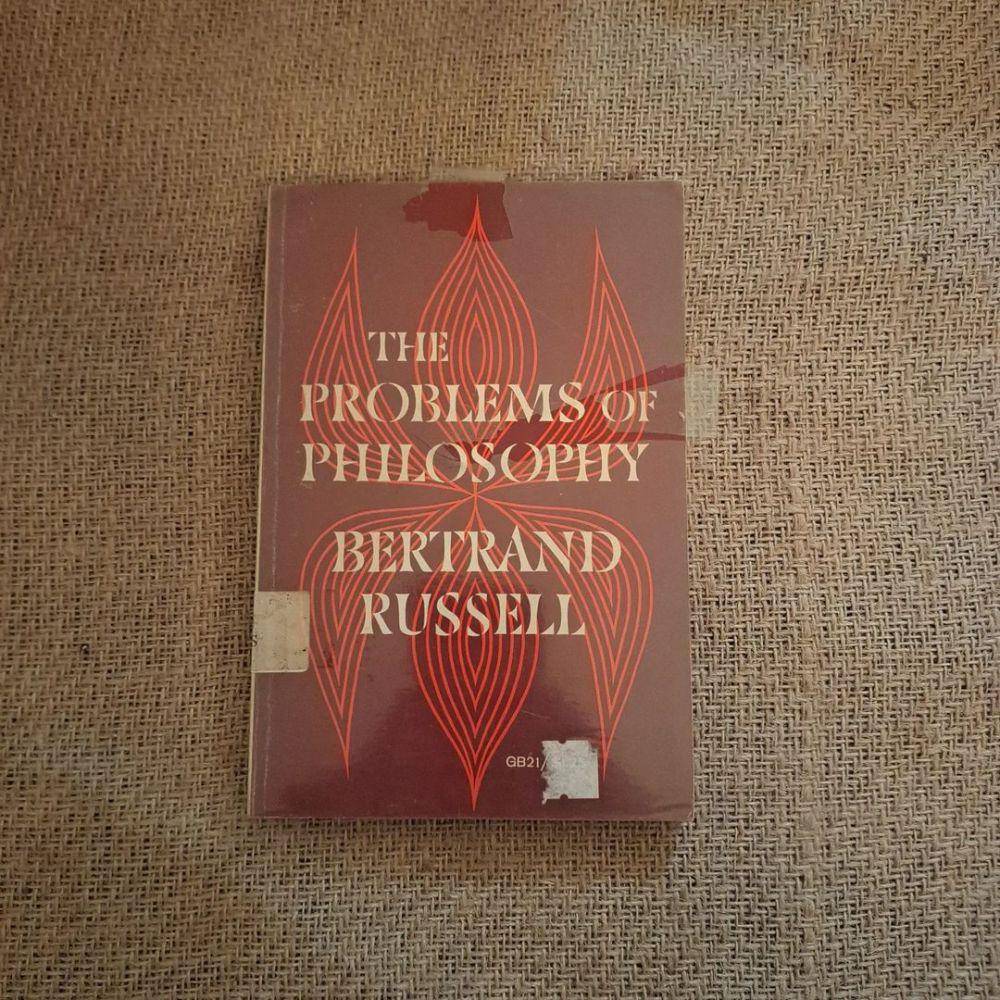 THE
PROBLEMS OF
PHILOSOPHY
BERTRAND
RUSSELL
GB21/